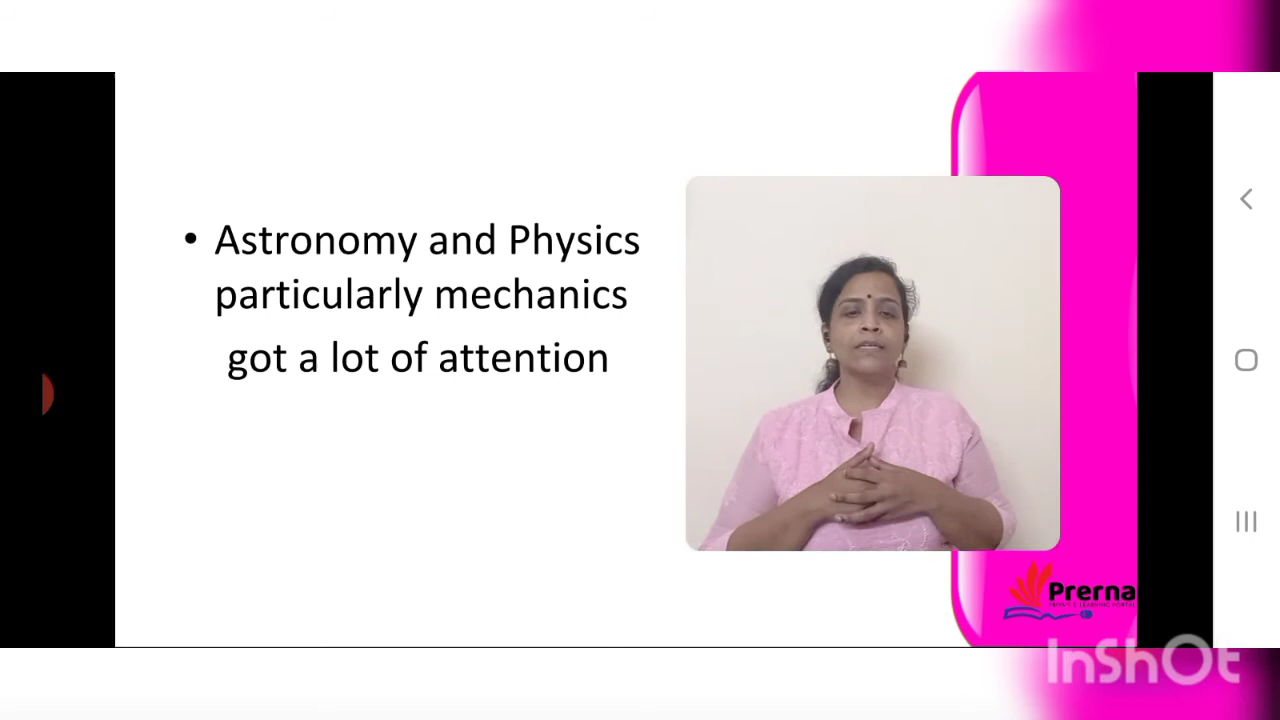 • Astronomy and Physics
particularly mechanics
got a lot of attention
Prerna
InShOt